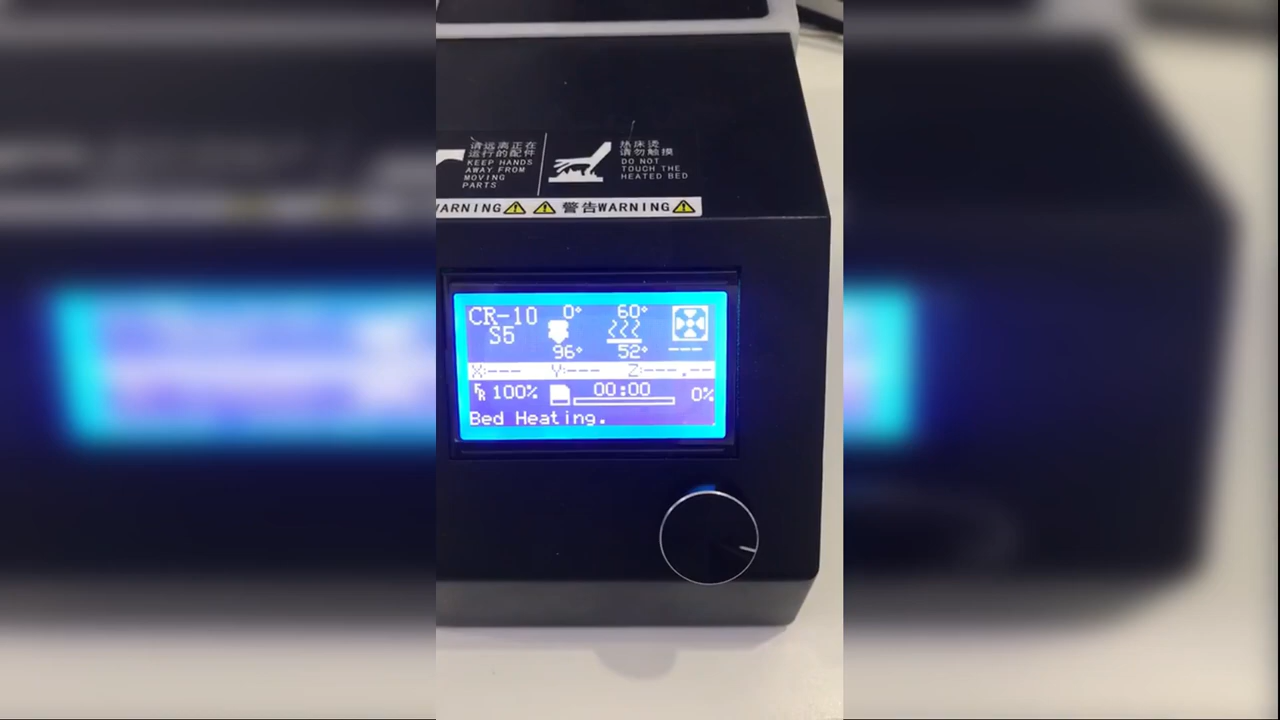 请远离正在
运行的配件
KEEP HANDS
AWAY FROM
MOVING
PARTS
热床烫
请勿触摸
DO NOT
TOUCH THE
HEATED BED
WARNING 警告WARNING
CR-10
S5
0° 60°
96° 52° ---
X:--- Y:--- Z:---.--
FR 100% 00:00 0%
Bed Heating.